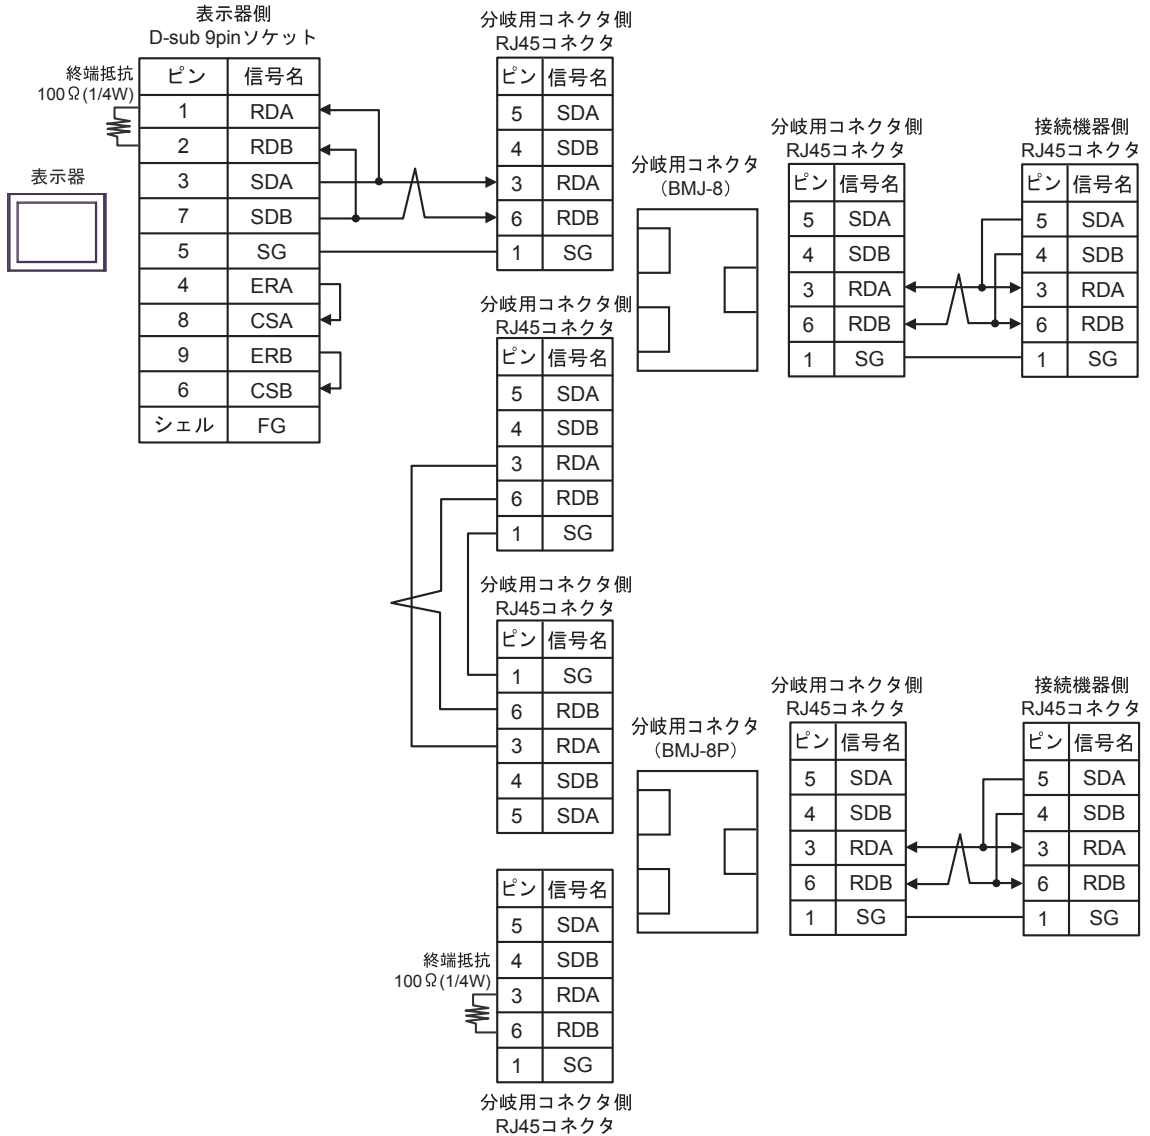 表示器側
D-sub 9pinソケット
終端抵抗
100Ω(1/4W)
ピン 信号名
1 RDA
2 RDB
3 SDA
7 SDB
5 SG
4 ERA
8 CSA
9 ERB
6 CSB
シェル FG
表示器
分岐用コネクタ側
RJ45コネクタ
ピン 信号名
5 SDA
4 SDB
3 RDA
6 RDB
1 SG
分岐用コネクタ
（BMJ-8）
分岐用コネクタ側
RJ45コネクタ
ピン 信号名
5 SDA
4 SDB
3 RDA
6 RDB
1 SG
接続機器側
RJ45コネクタ
ピン 信号名
5 SDA
4 SDB
3 RDA
6 RDB
1 SG
分岐用コネクタ側
RJ45コネクタ
ピン 信号名
5 SDA
4 SDB
3 RDA
6 RDB
1 SG
分岐用コネクタ側
RJ45コネクタ
ピン 信号名
1 SG
6 RDB
3 RDA
4 SDB
5 SDA
分岐用コネクタ
（BMJ-8P）
分岐用コネクタ側
RJ45コネクタ
ピン 信号名
5 SDA
4 SDB
3 RDA
6 RDB
1 SG
接続機器側
RJ45コネクタ
ピン 信号名
5 SDA
4 SDB
3 RDA
6 RDB
1 SG
終端抵抗
100Ω(1/4W)
ピン 信号名
5 SDA
4 SDB
3 RDA
6 RDB
1 SG
分岐用コネクタ側
RJ45コネクタ